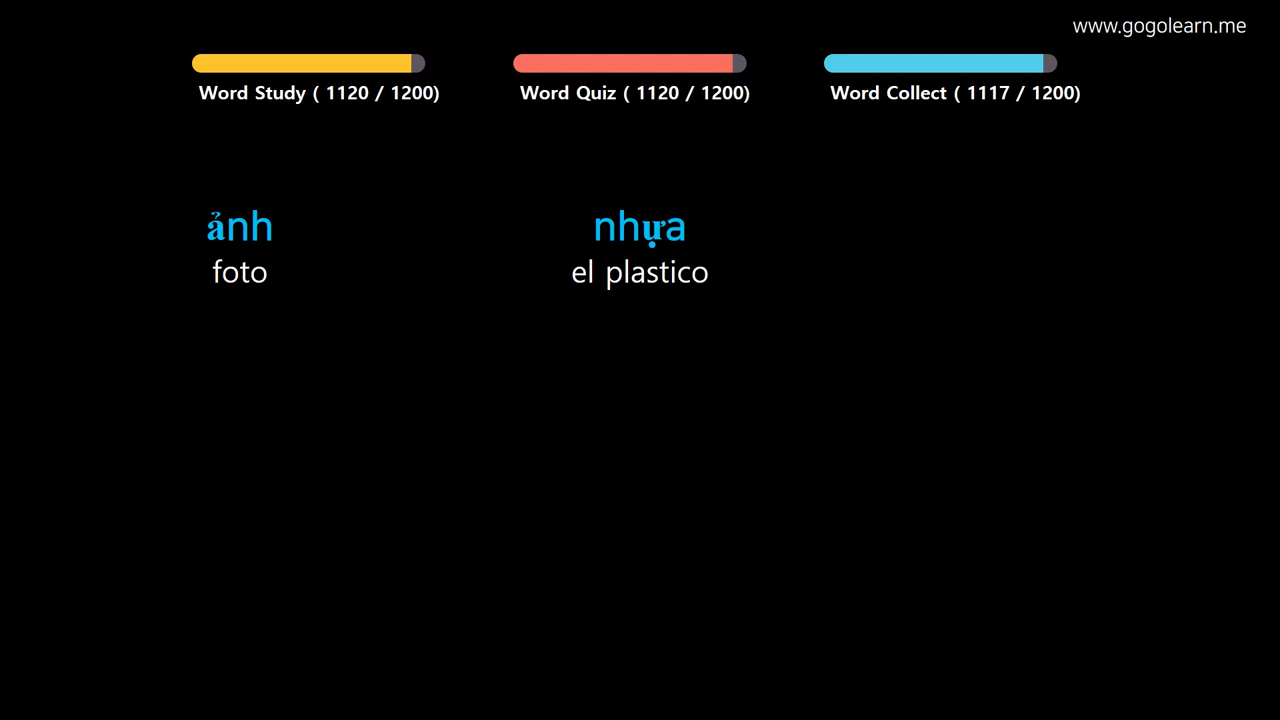 www.gogolearn.me
Word Study ( 1120 / 1200)
Word Quiz ( 1120 / 1200)
Word Collect ( 1117 / 1200)
ảnh
foto
nhựa
el plastico